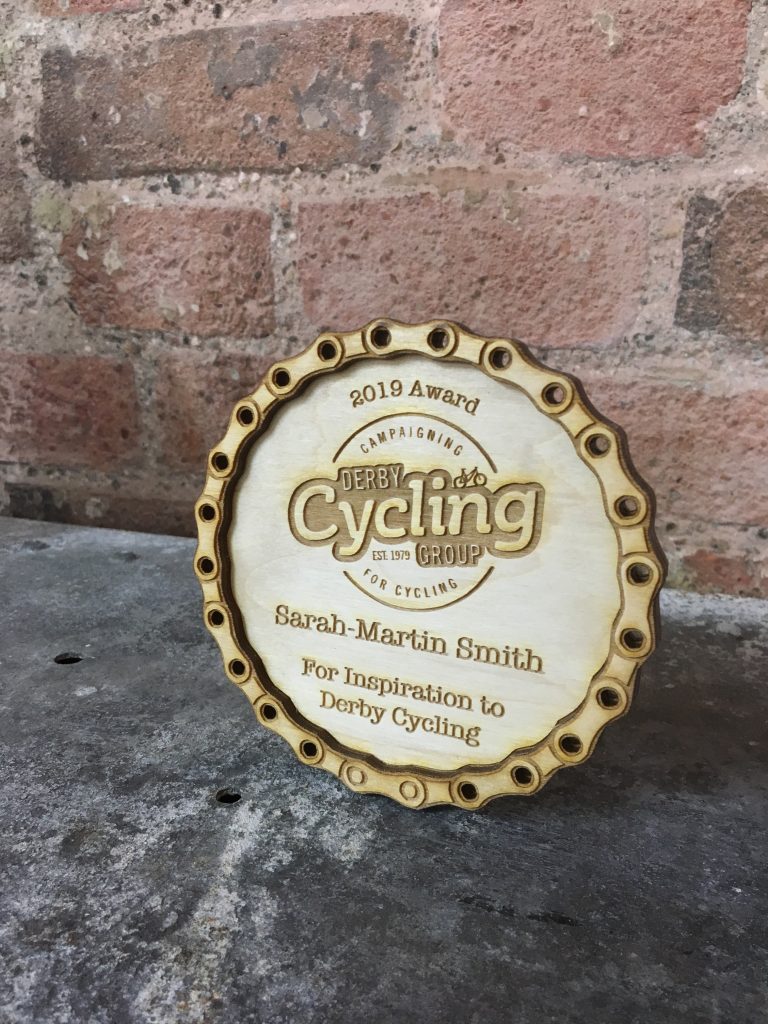 2019 Award
CAMPAIGNING
DERBY
Cycling
EST. 1979 GROUP
FOR CYCLING
Sarah-Martin Smith
For Inspiration to
Derby Cycling